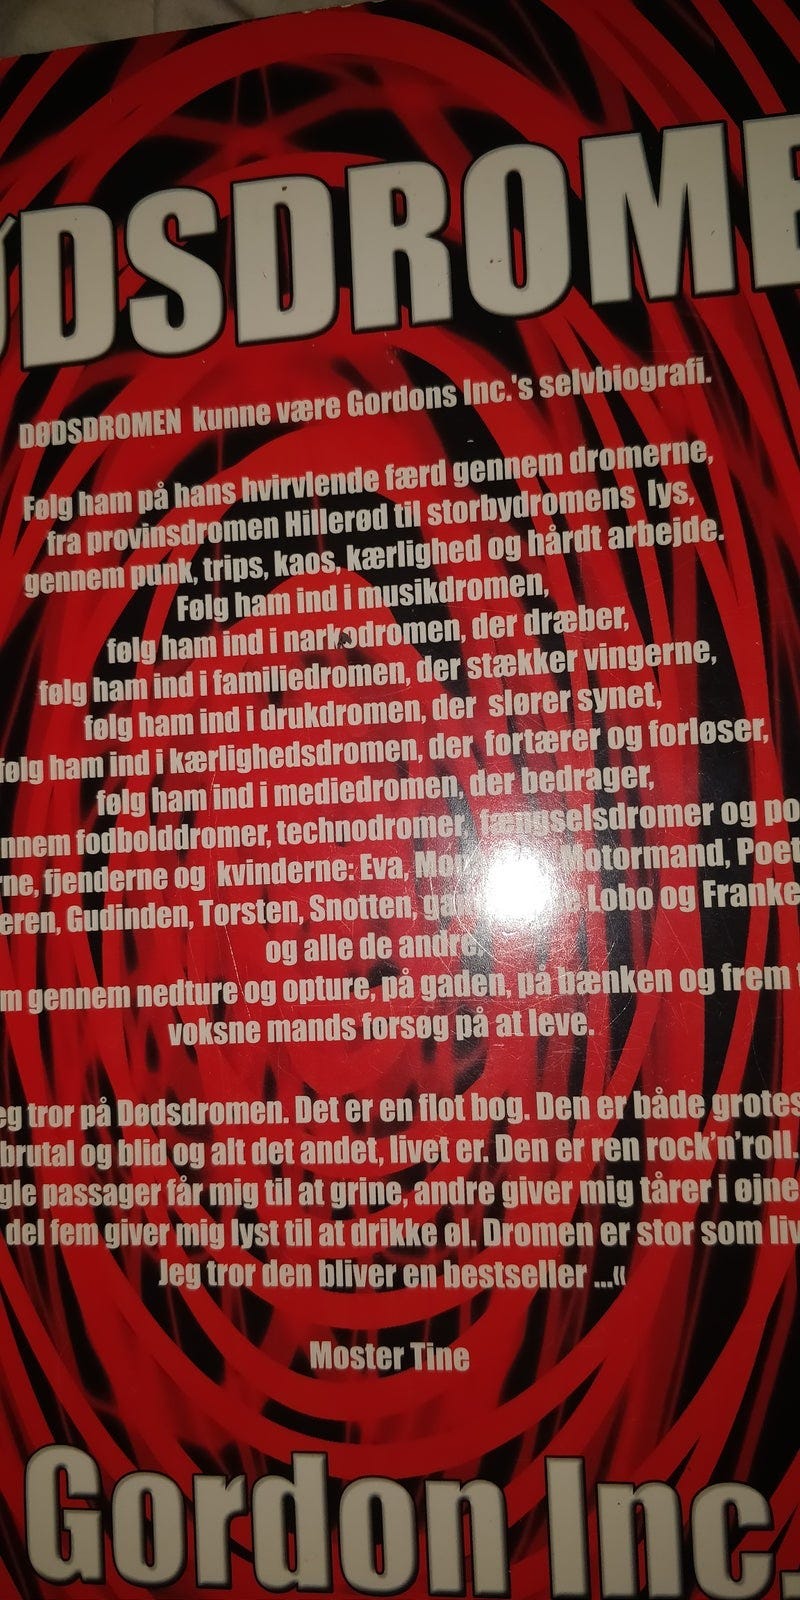 ØDSDROME
DØDSDROMEN kunne være Gordons Inc.'s selvbiografi.
Følg ham på hans hvirvlende færd gennem dromerne,
fra provinsdromen Hillerød til storbydromens lys,
gennem punk, trips, kaos, kærlighed og hårdt arbejde.
Følg ham ind i musikdromen,
følg ham ind i narkodromen, der dræber,
følg ham ind i familiedromen, der stækker vingerne,
følg ham ind i drukdromen, der slører synet,
følg ham ind i kærlighedsdromen, der fortærer og forløser,
følg ham ind i mediedromen, der bedrager,
nnem fodbolddromer, technodromer, fængselsdromer og po
rne, fjenderne og kvinderne: Eva, Motormand, Poet
eren, Gudinden, Torsten, Snotten, Lobo og Franke
og alle de andre,
m gennem nedture og opture, på gaden, på bænken og frem
voksne mands forsøg på at leve.
eg tror på Dødsdromen. Det er en flot bog. Den er både grotes
brutal og blid og alt det andet, livet er. Den er ren rock'n'roll.
gle passager får mig til at grine, andre giver mig tårer i øjne
del fem giver mig lyst til at drikke øl. Dromen er stor som liv
Jeg tror den bliver en bestseller ...«
Moster Tine
Gordon Inc.